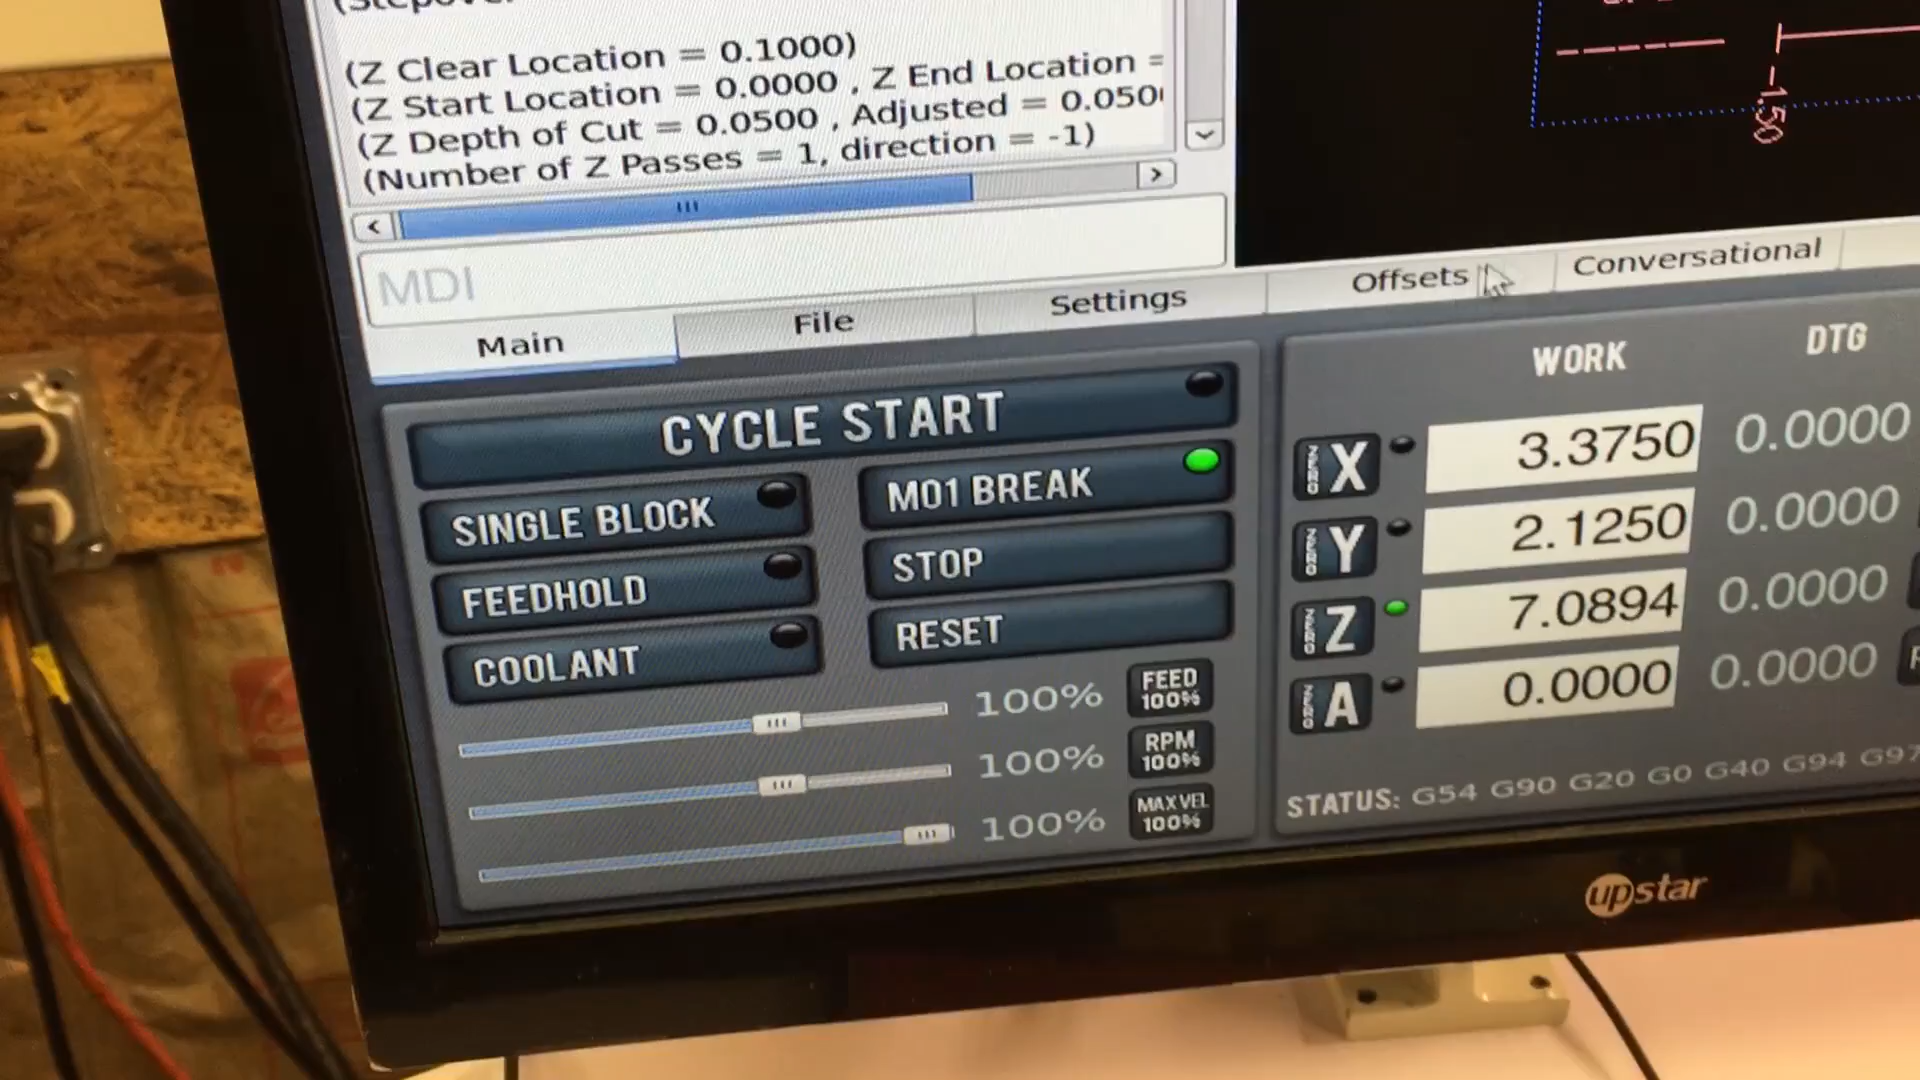 (Z Clear Location = 0.1000)
(Z Start Location = 0.0000 , Z End Location =
(Z Depth of Cut = 0.0500 , Adjusted = 0.050
(Number of Z Passes = 1, direction = -1)
-1.50
MDI
Main File Settings Offsets Conversational
CYCLE START
SINGLE BLOCK
M01 BREAK
FEEDHOLD
STOP
COOLANT
RESET
100% FEED 100%
100% RPM 100%
100% MAX VEL 100%
WORK DTG
ZERO X 3.3750 0.0000
ZERO Y 2.1250 0.0000
ZERO Z 7.0894 0.0000
ZERO A 0.0000 0.0000
STATUS: G54 G90 G20 G0 G40 G94 G97
upstar